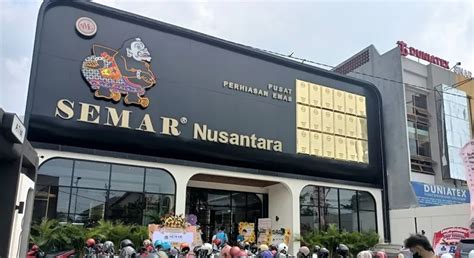 PUSAT
PERHIASAN EMAS
SEMAR® Nusantara
DUNIATEX
DUNIATEX